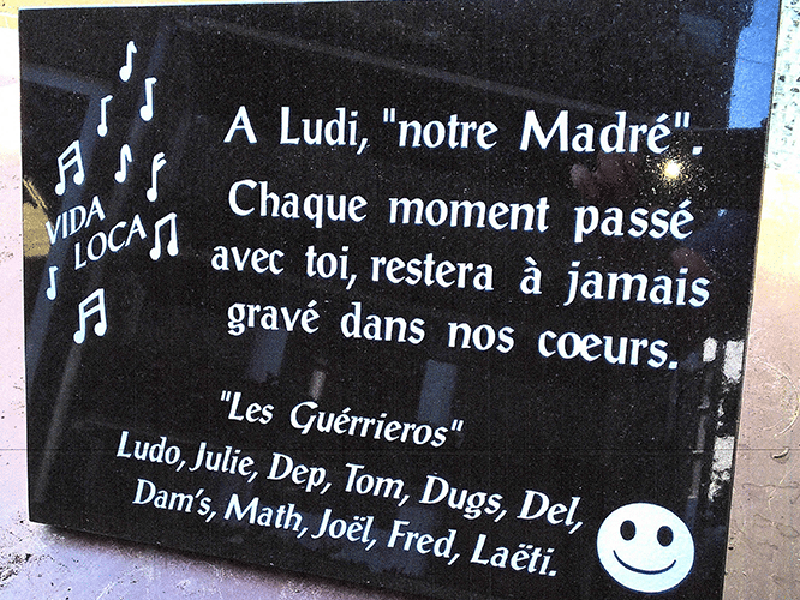 A Ludi, "notre Madré".
Chaque moment passé
avec toi, restera à jamais
gravé dans nos coeurs.
VIDA
LOCA
"Les Guérrieros"
Ludo, Julie, Dep, Tom, Dugs, Del,
Dam's, Math, Joël, Fred, Laëti.